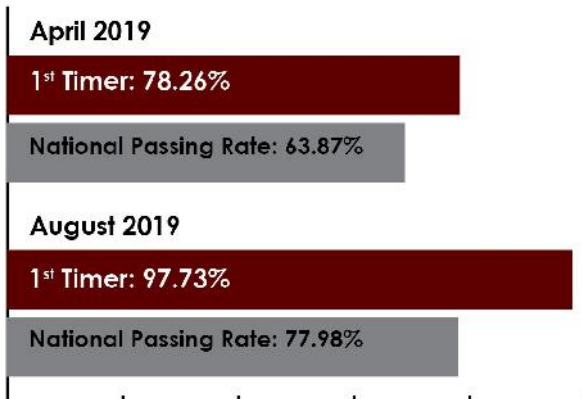 April 2019
1st Timer: 78.26%
National Passing Rate: 63.87%
August 2019
1st Timer: 97.73%
National Passing Rate: 77.98%